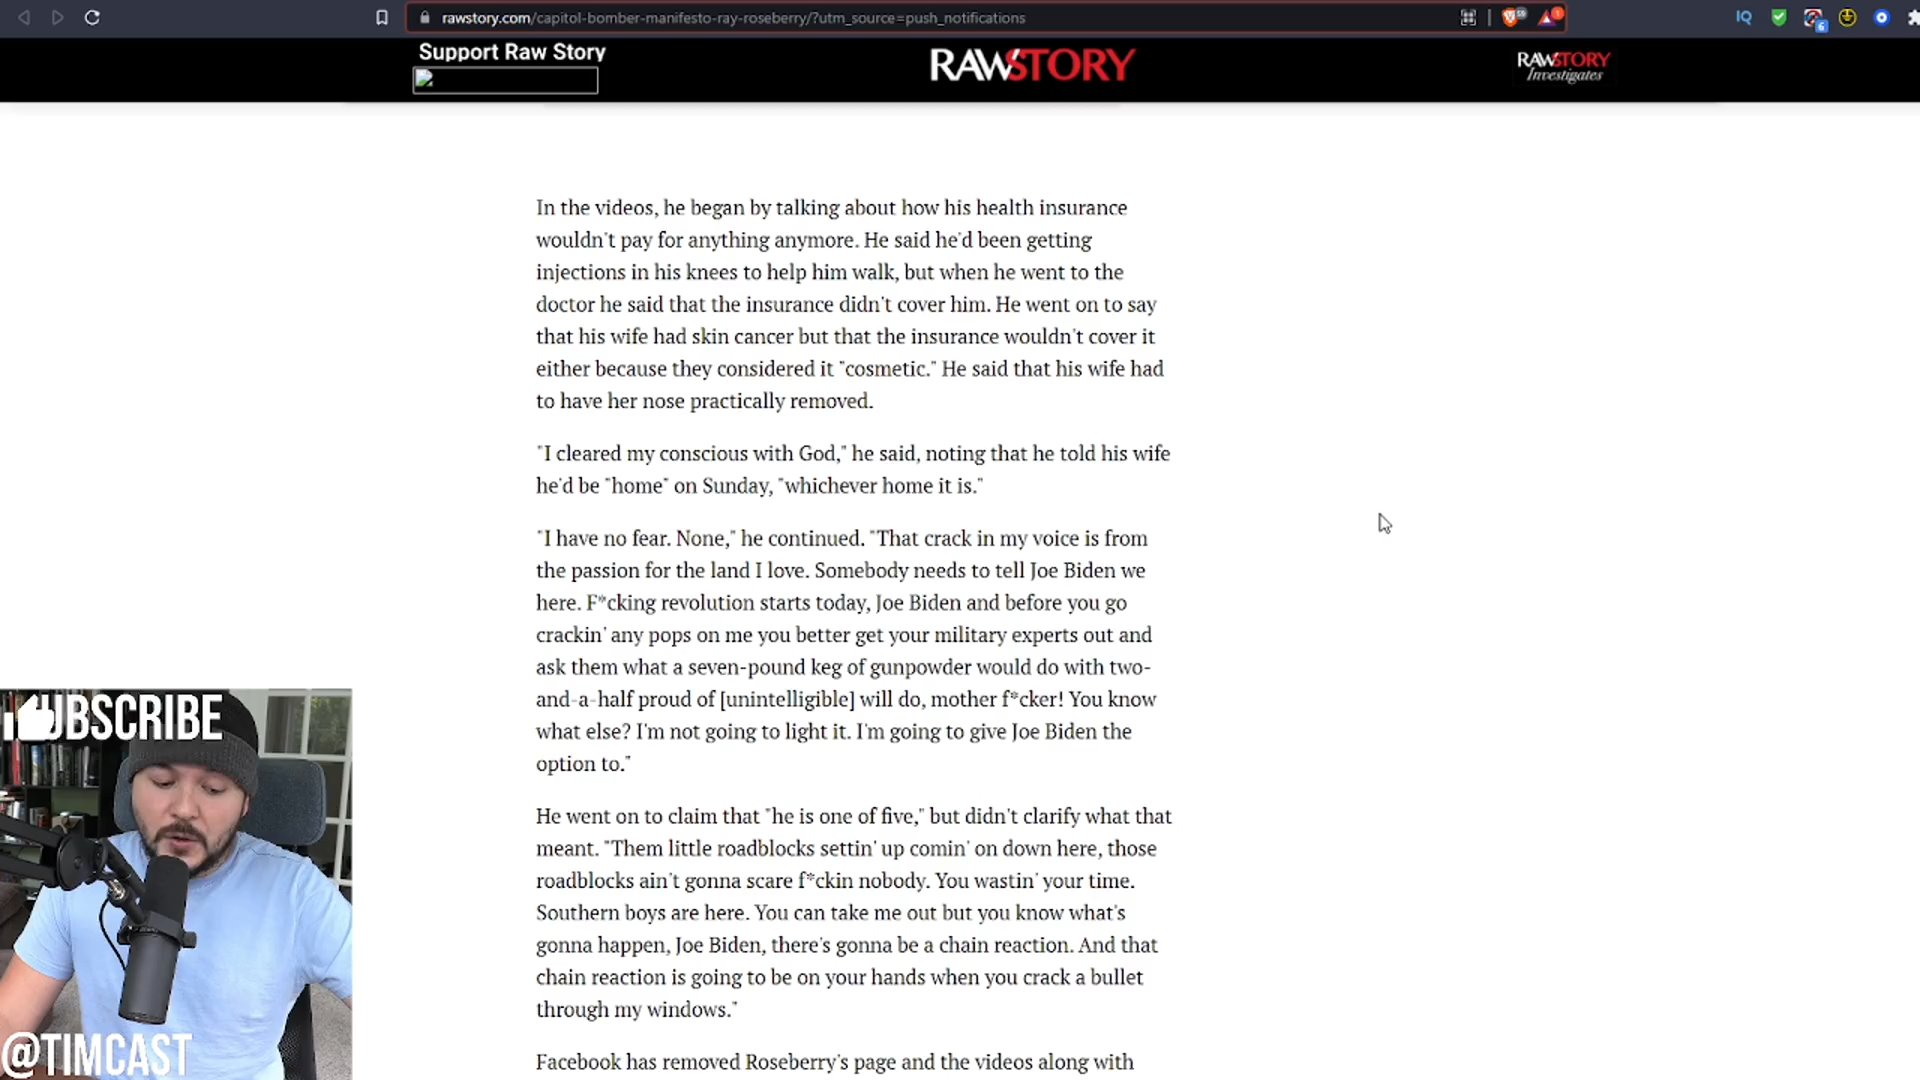 rawstory.com/capitol-bomber-manifesto-ray-roseberry/?utm_source=push_notifications
Support Raw Story
RAWSTORY
RAWSTORY
Investigates
In the videos, he began by talking about how his health insurance
wouldn't pay for anything anymore. He said he'd been getting
injections in his knees to help him walk, but when he went to the
doctor he said that the insurance didn't cover him. He went on to say
that his wife had skin cancer but that the insurance wouldn't cover it
either because they considered it "cosmetic." He said that his wife had
to have her nose practically removed.
"I cleared my conscious with God," he said, noting that he told his wife
he'd be "home" on Sunday, "whichever home it is."
"I have no fear. None," he continued. "That crack in my voice is from
the passion for the land I love. Somebody needs to tell Joe Biden we
here. F*cking revolution starts today, Joe Biden and before you go
crackin' any pops on me you better get your military experts out and
ask them what a seven-pound keg of gunpowder would do with two-
and-a-half proud of [unintelligible] will do, mother f*cker! You know
what else? I'm not going to light it. I'm going to give Joe Biden the
option to."
He went on to claim that "he is one of five," but didn't clarify what that
meant. "Them little roadblocks settin' up comin' on down here, those
roadblocks ain't gonna scare f*ckin nobody. You wastin' your time.
Southern boys are here. You can take me out but you know what's
gonna happen, Joe Biden, there's gonna be a chain reaction. And that
chain reaction is going to be on your hands when you crack a bullet
through my windows."
Facebook has removed Roseberry's page and the videos along with
UBSCRIBE
@TIMCAST